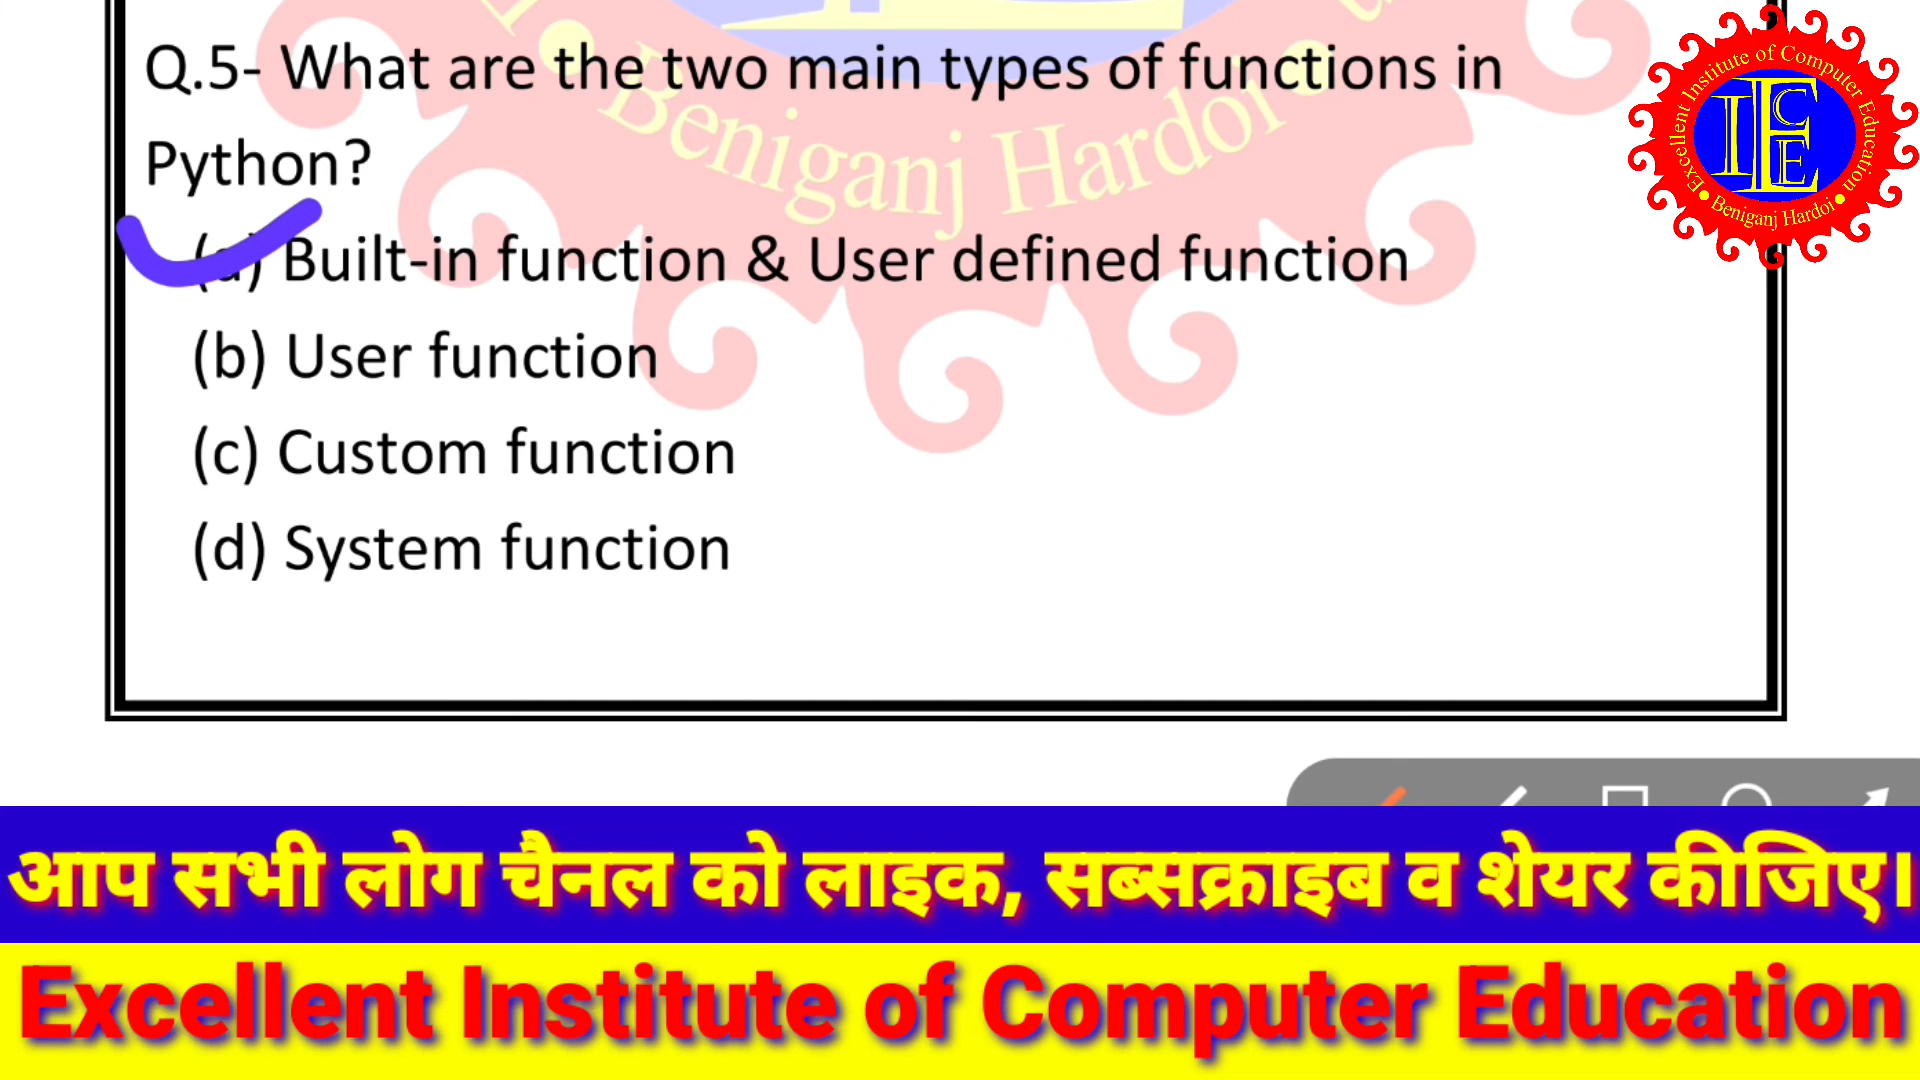 Q.5- What are the two main types of functions in
Python?
(a) Built-in function & User defined function
(b) User function
(c) Custom function
(d) System function
Beniganj Hardoi
Excellent Institute of Computer Education
IECE
Beniganj Hardoi
आप सभी लोग चैनल को लाइक, सब्सक्राइब व शेयर कीजिए।
Excellent Institute of Computer Education